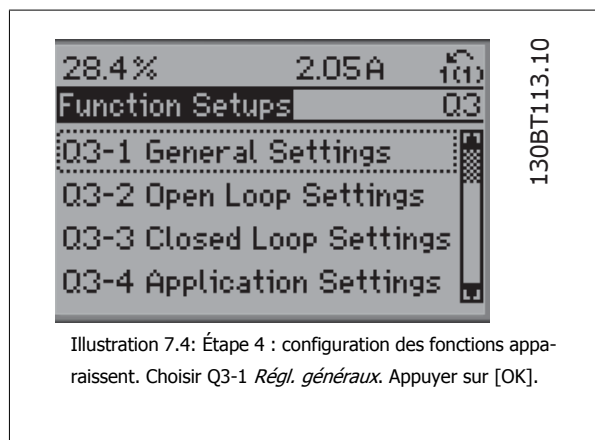 28.4% 2.05A 1(1)
Function Setups Q3
Q3-1 General Settings
Q3-2 Open Loop Settings
Q3-3 Closed Loop Settings
Q3-4 Application Settings
130BT113.10
Illustration 7.4: Étape 4 : configuration des fonctions appa-
raissent. Choisir Q3-1 Régl. généraux. Appuyer sur [OK].